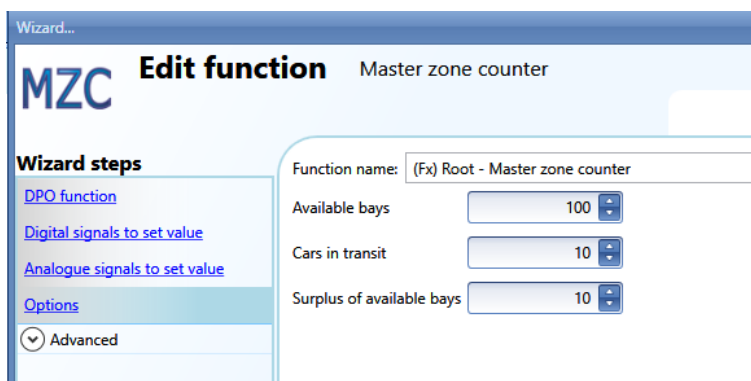 Wizard...
MZC
Edit function Master zone counter
Wizard steps
DPO function
Digital signals to set value
Analogue signals to set value
Options
Advanced
Function name: (Fx) Root - Master zone counter
Available bays 100
Cars in transit 10
Surplus of available bays 10